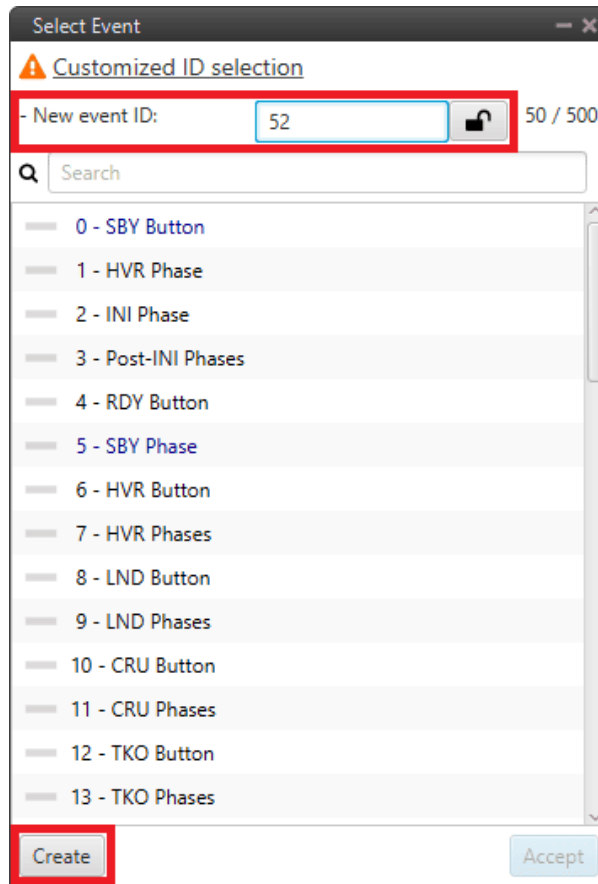 Select Event
Customized ID selection
- New event ID: 52 50 / 500
Search
0 - SBY Button
1 - HVR Phase
2 - INI Phase
3 - Post-INI Phases
4 - RDY Button
5 - SBY Phase
6 - HVR Button
7 - HVR Phases
8 - LND Button
9 - LND Phases
10 - CRU Button
11 - CRU Phases
12 - TKO Button
13 - TKO Phases
Create Accept